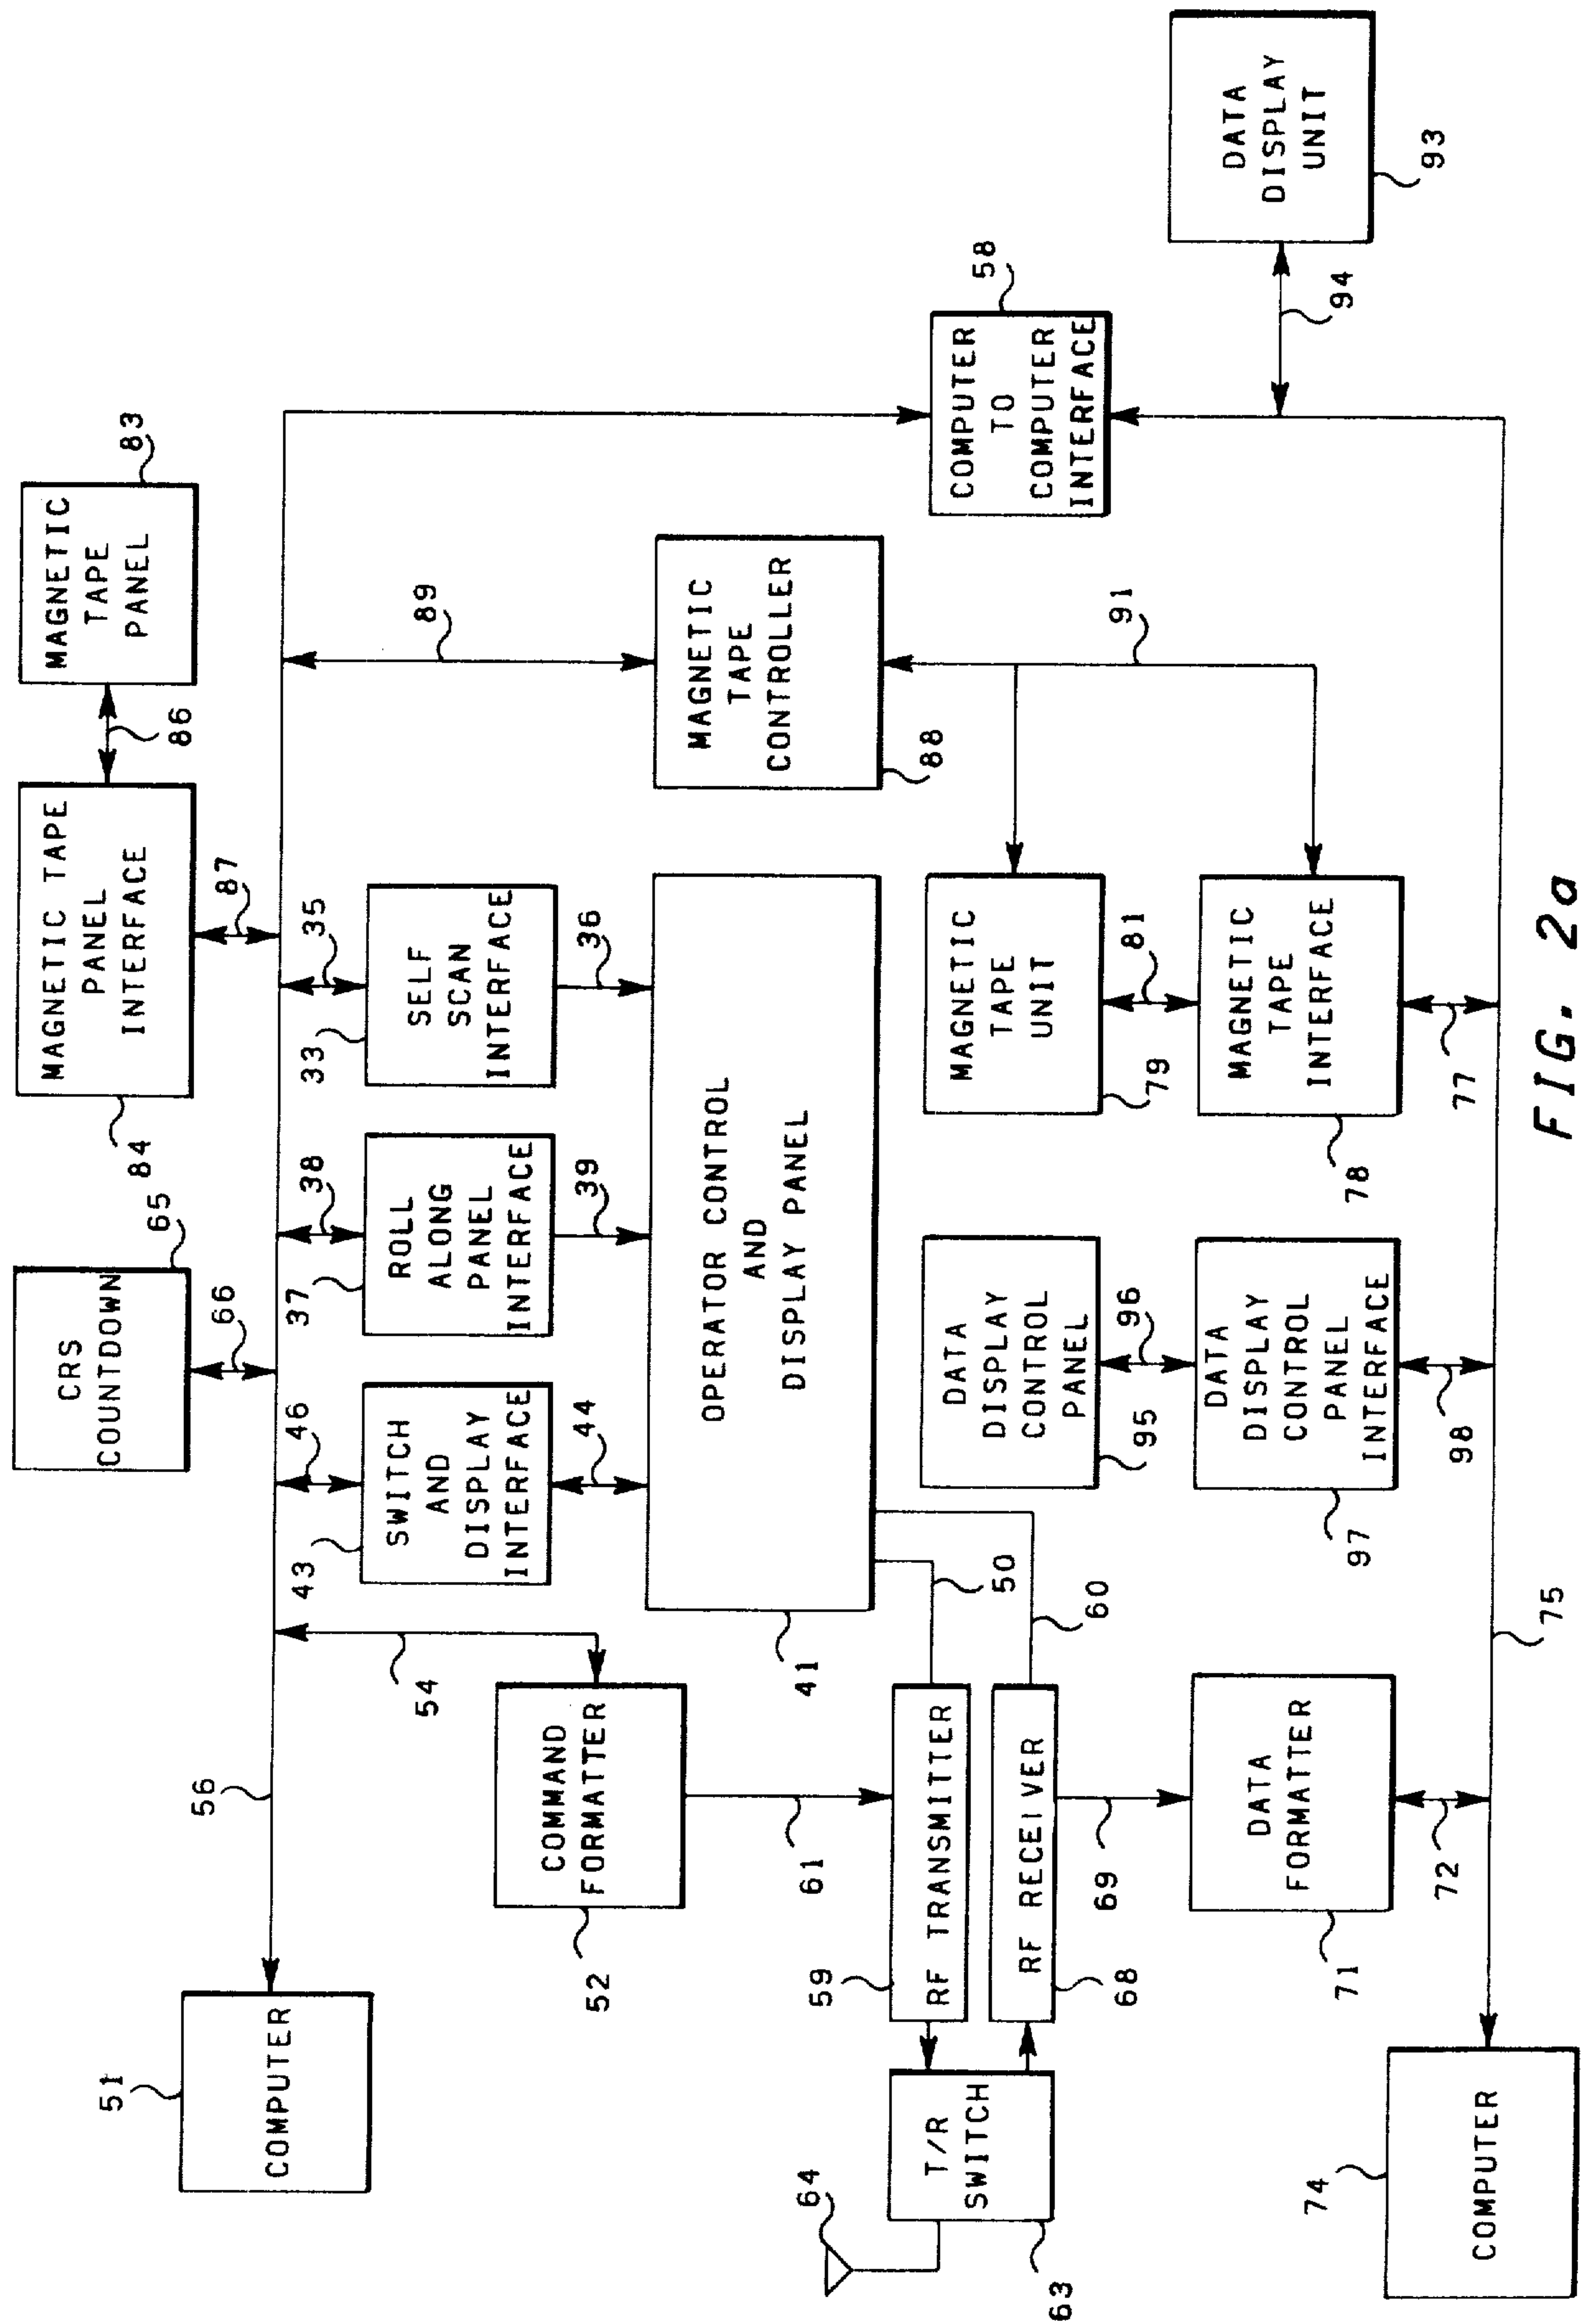 51
COMPUTER
56
CRS
COUNTDOWN
65
66
MAGNETIC TAPE
PANEL
INTERFACE
84
86
87
MAGNETIC
TAPE
PANEL
83
54
46
43
SWITCH
AND
DISPLAY
INTERFACE
44
38
37
ROLL
ALONG
PANEL
INTERFACE
39
35
33
SELF
SCAN
INTERFACE
36
89
COMMAND
FORMATTER
52
61
OPERATOR CONTROL
AND
DISPLAY PANEL
41
MAGNETIC
TAPE
CONTROLLER
88
64
T/R
SWITCH
63
59
RF TRANSMITTER
50
RF RECEIVER
68
60
69
DATA
DISPLAY
CONTROL
PANEL
95
96
MAGNETIC
TAPE
UNIT
79
81
91
COMPUTER
TO
COMPUTER
INTERFACE
58
DATA
FORMATTER
71
72
DATA
DISPLAY
CONTROL
PANEL
INTERFACE
97
98
MAGNETIC
TAPE
INTERFACE
78
77
94
DATA
DISPLAY
UNIT
93
74
COMPUTER
75
FIG. 2a